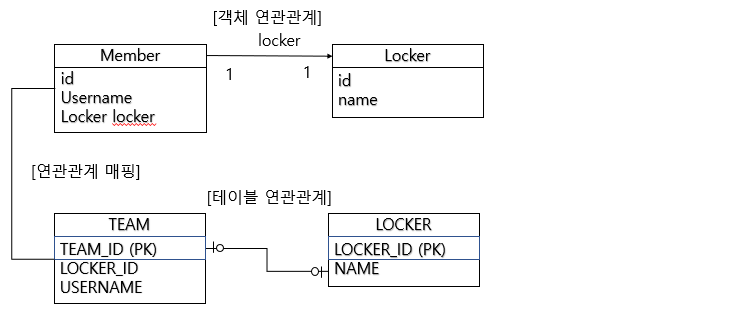 [객체 연관관계]
locker
Member
Locker
1
1
id
Username
Locker locker
id
name
[연관관계 매핑]
[테이블 연관관계]
TEAM
LOCKER
TEAM_ID (PK)
LOCKER_ID
USERNAME
LOCKER_ID (PK)
NAME